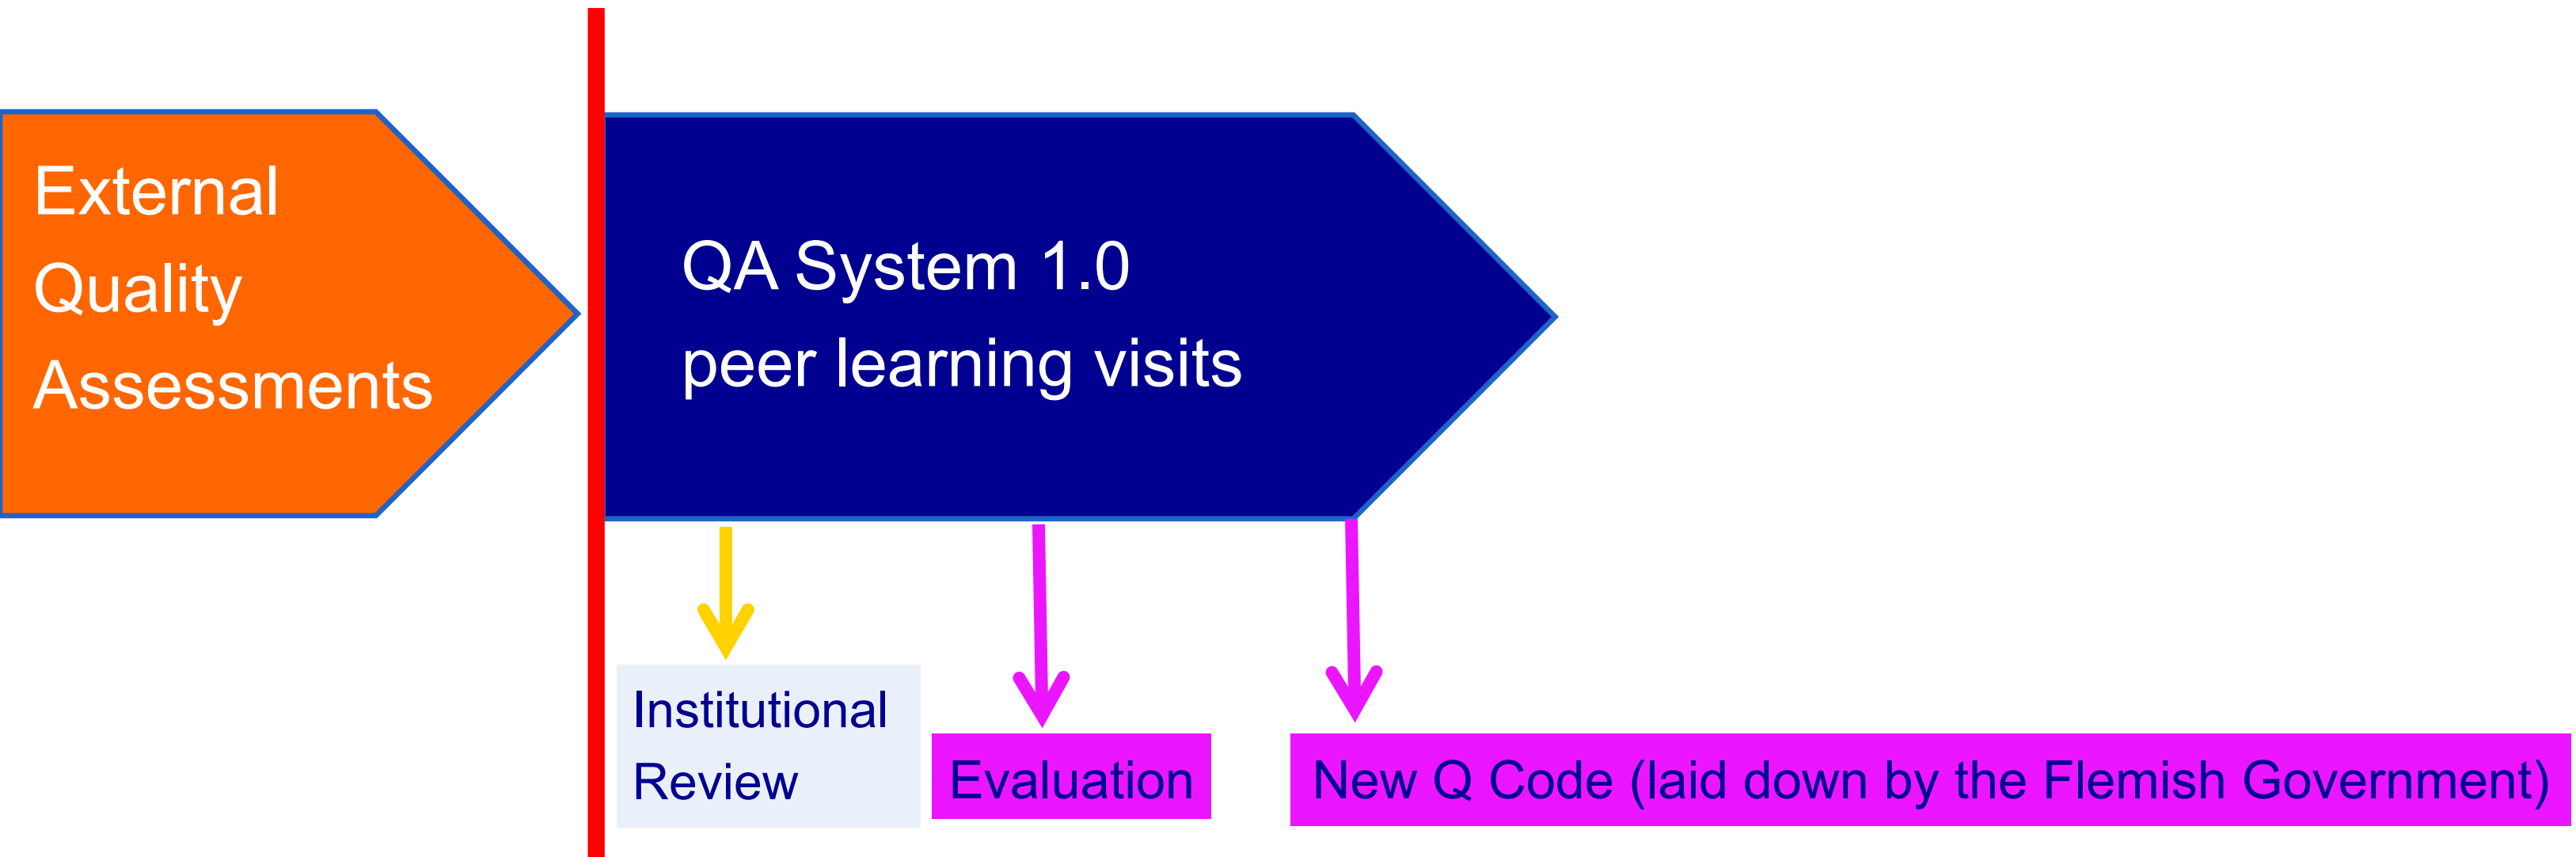 External
Quality
Assessments
QA System 1.0
peer learning visits
Institutional
Review
Evaluation
New Q Code (laid down by the Flemish Government)